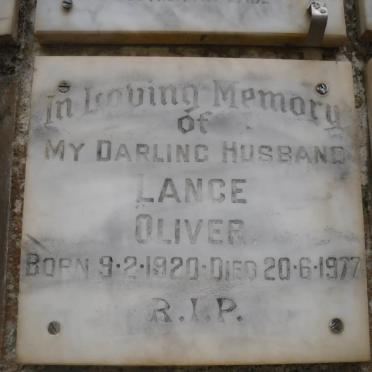 In Loving Memory
of
MY DARLING HUSBAND
LANCE
OLIVER
BORN 9·2·1920·DIED 20·6·1977
R.I.P.